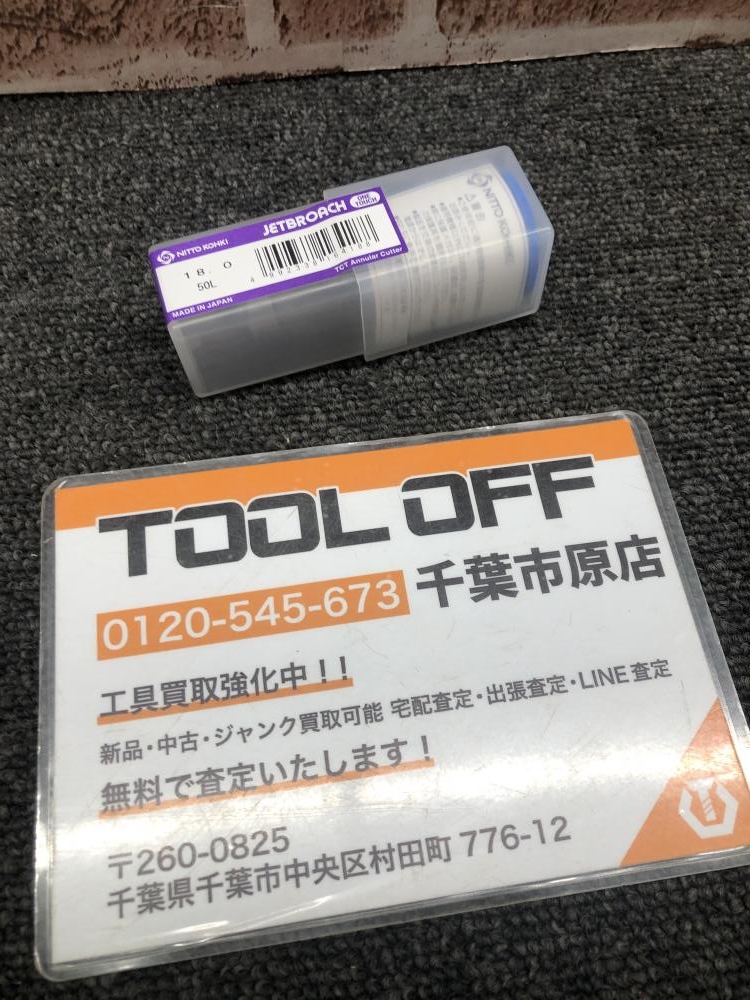 NITTO KOHKI JETBROACH ONE TOUCH
18.0
50L
TCT Annular Cutter
MADE IN JAPAN
NITTO KOHKI
TOOL OFF
0120-545-673 千葉市原店
工具買取強化中!!
新品・中古・ジャンク買取可能 宅配査定・出張査定・LINE査定
無料で査定いたします!
〒260-0825
千葉県千葉市中央区村田町 776-12